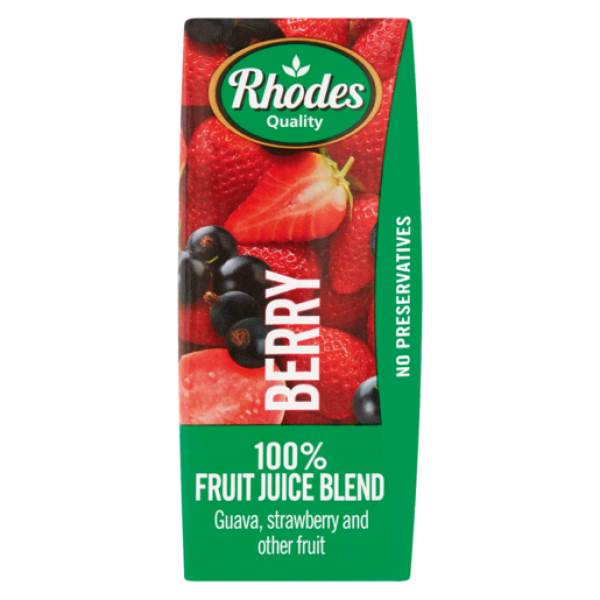 Rhodes
Quality
BERRY
NO PRESERVATIVES
100%
FRUIT JUICE BLEND
Guava, strawberry and
other fruit